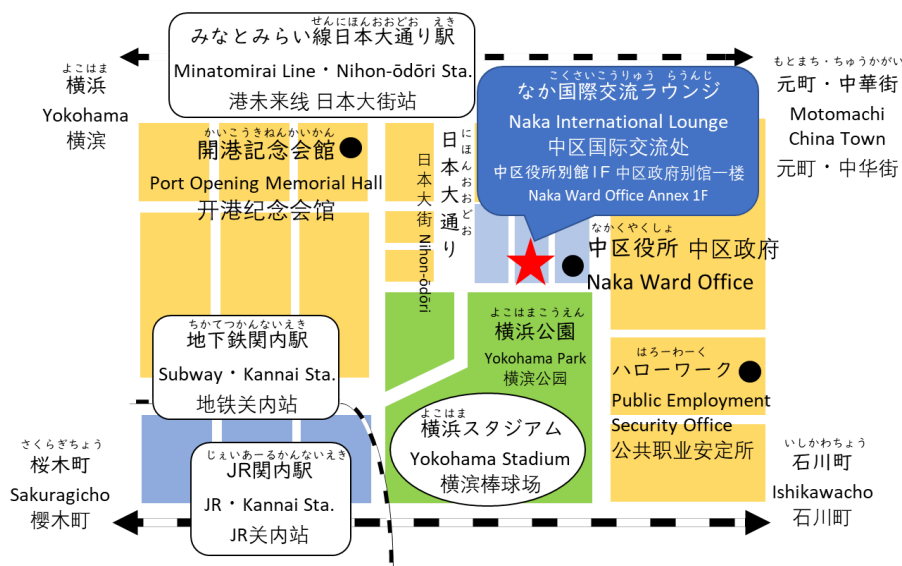 せんにほんおおどお えき
みなとみらい線日本大通り駅
Minatomirai Line・Nihon-ōdōri Sta.
港未来线 日本大街站
よこはま
横浜
Yokohama
横滨
もとまち・ちゅうかがい
元町・中華街
Motomachi
China Town
元町・中华街
こくさいこうりゅう らうんじ
なか国際交流ラウンジ
Naka International Lounge
中区国际交流处
中区役所別館1F 中区政府别馆一楼
Naka Ward Office Annex 1F
かいこうきねんかいかん
開港記念会館
Port Opening Memorial Hall
开港纪念会馆
にほんおおどお
日本大通り
日本大街 Nihon-ōdōri
なかくやくしょ
中区役所 中区政府
Naka Ward Office
よこはまこうえん
横浜公園
Yokohama Park
横滨公园
ちかてつかんないえき
地下鉄関内駅
Subway・Kannai Sta.
地铁关内站
はろーわーく
ハローワーク
Public Employment
Security Office
公共职业安定所
よこはま
横浜スタジアム
Yokohama Stadium
横滨棒球场
さくらぎちょう
桜木町
Sakuragicho
樱木町
じぇいあーるかんないえき
JR関内駅
JR・Kannai Sta.
JR关内站
いしかわちょう
石川町
Ishikawacho
石川町